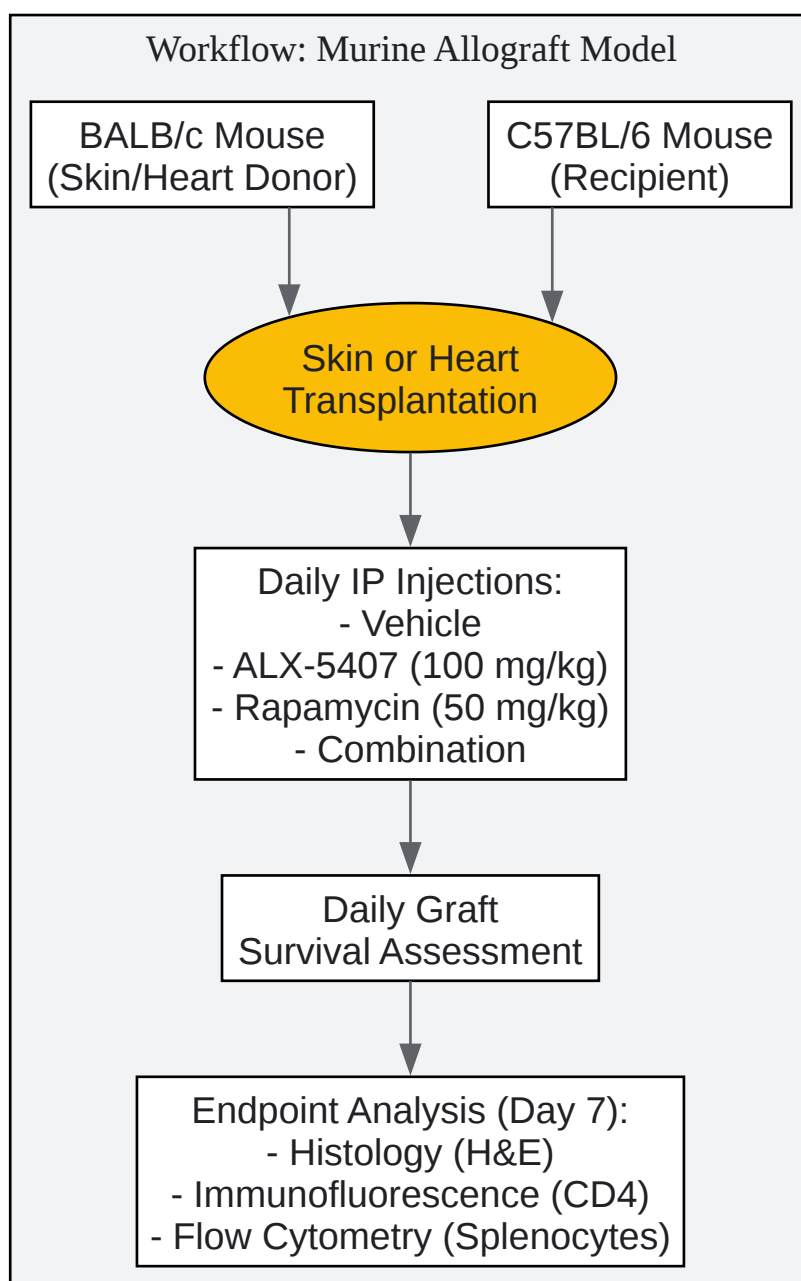 Workflow: Murine Allograft Model
BALB/c Mouse
(Skin/Heart Donor)
C57BL/6 Mouse
(Recipient)
Skin or Heart
Transplantation
Daily IP Injections:
- Vehicle
- ALX-5407 (100 mg/kg)
- Rapamycin (50 mg/kg)
- Combination
Daily Graft
Survival Assessment
Endpoint Analysis (Day 7):
- Histology (H&E)
- Immunofluorescence (CD4)
- Flow Cytometry (Splenocytes)